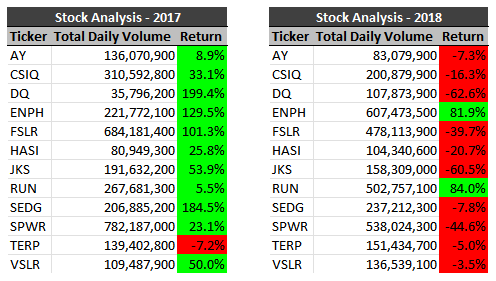 Stock Analysis - 2017
Ticker Total Daily Volume Return
AY 136,070,900 8.9%
CSIQ 310,592,800 33.1%
DQ 35,796,200 199.4%
ENPH 221,772,100 129.5%
FSLR 684,181,400 101.3%
HASI 80,949,300 25.8%
JKS 191,632,200 53.9%
RUN 267,681,300 5.5%
SEDG 206,885,200 184.5%
SPWR 782,187,000 23.1%
TERP 139,402,800 -7.2%
VSLR 109,487,900 50.0%
Stock Analysis - 2018
Ticker Total Daily Volume Return
AY 83,079,900 -7.3%
CSIQ 200,879,900 -16.3%
DQ 107,873,900 -62.6%
ENPH 607,473,500 81.9%
FSLR 478,113,900 -39.7%
HASI 104,340,600 -20.7%
JKS 158,309,000 -60.5%
RUN 502,757,100 84.0%
SEDG 237,212,300 -7.8%
SPWR 538,024,300 -44.6%
TERP 151,434,700 -5.0%
VSLR 136,539,100 -3.5%